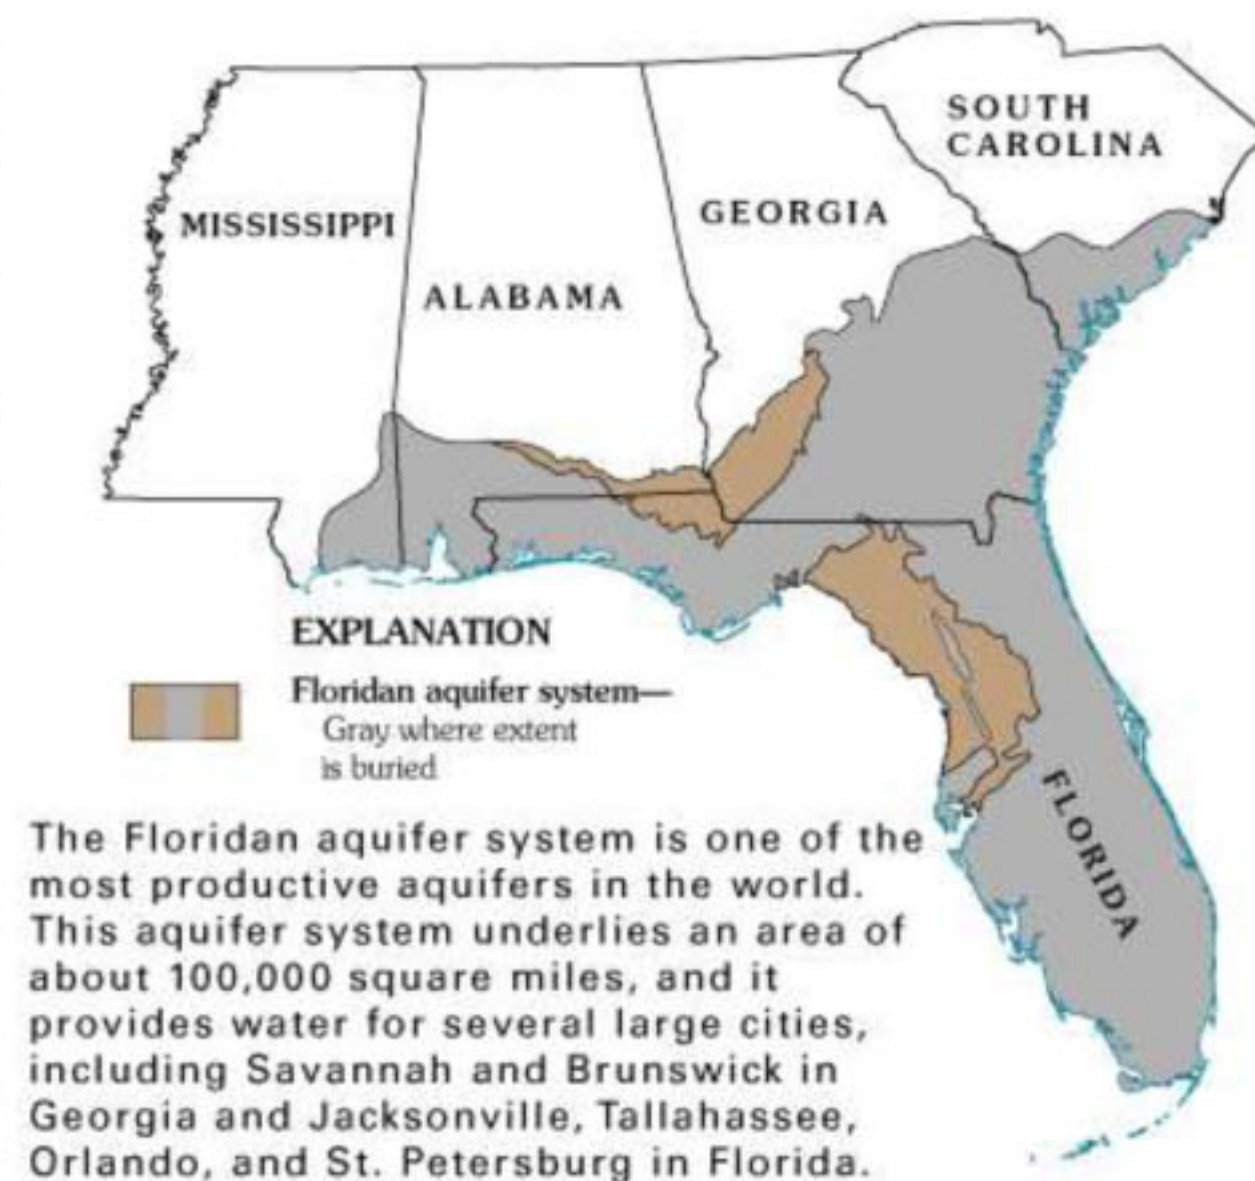 SOUTH
CAROLINA
MISSISSIPPI
GEORGIA
ALABAMA
EXPLANATION
Floridan aquifer system—
Gray where extent
is buried
FLORIDA
The Floridan aquifer system is one of the
most productive aquifers in the world.
This aquifer system underlies an area of
about 100,000 square miles, and it
provides water for several large cities,
including Savannah and Brunswick in
Georgia and Jacksonville, Tallahassee,
Orlando, and St. Petersburg in Florida.